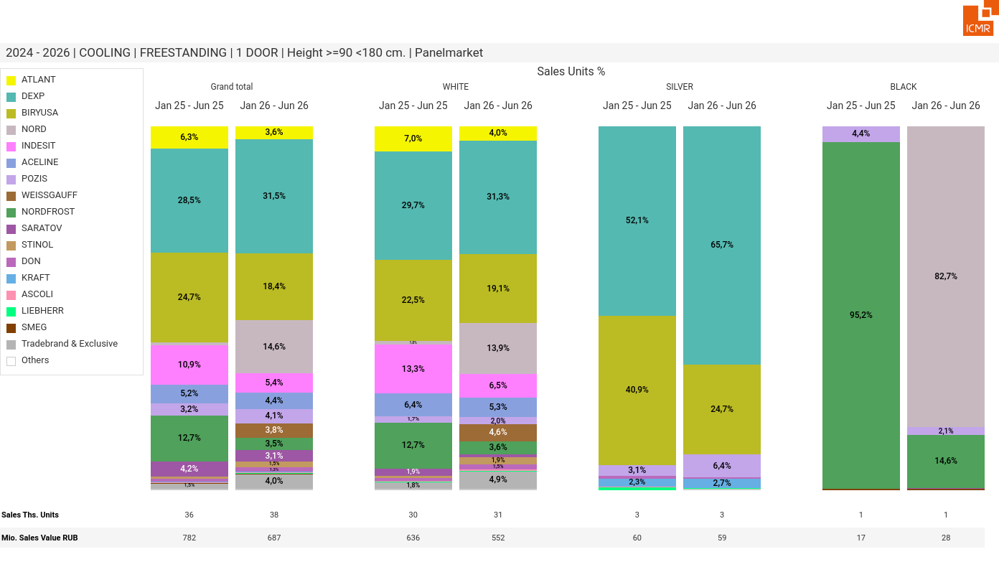 ICMR
2024 - 2026 | COOLING | FREESTANDING | 1 DOOR | Height >=90 <180 cm. | Panelmarket
Sales Units %
ATLANT
DEXP
BIRYUSA
NORD
INDESIT
ACELINE
POZIS
WEISSGAUFF
NORDFROST
SARATOV
STINOL
DON
KRAFT
ASCOLI
LIEBHERR
SMEG
Tradebrand & Exclusive
Others
Grand total
Jan 25 - Jun 25
6,3%
28,5%
24,7%
10,9%
5,2%
3,2%
12,7%
4,2%
1,5%
Jan 26 - Jun 26
3,6%
31,5%
18,4%
14,6%
5,4%
4,4%
4,1%
3,8%
3,5%
3,1%
1,5%
1,3%
4,0%
WHITE
Jan 25 - Jun 25
7,0%
29,7%
22,5%
1,0%
13,3%
6,4%
1,7%
12,7%
1,9%
1,8%
Jan 26 - Jun 26
4,0%
31,3%
19,1%
13,9%
6,5%
5,3%
2,0%
4,6%
3,6%
1,9%
1,5%
4,9%
SILVER
Jan 25 - Jun 25
52,1%
40,9%
3,1%
2,3%
Jan 26 - Jun 26
65,7%
24,7%
6,4%
2,7%
BLACK
Jan 25 - Jun 25
4,4%
95,2%
Jan 26 - Jun 26
82,7%
2,1%
14,6%
Sales Ths. Units 36 38 30 31 3 3 1 1
Mio. Sales Value RUB 782 687 636 552 60 59 17 28